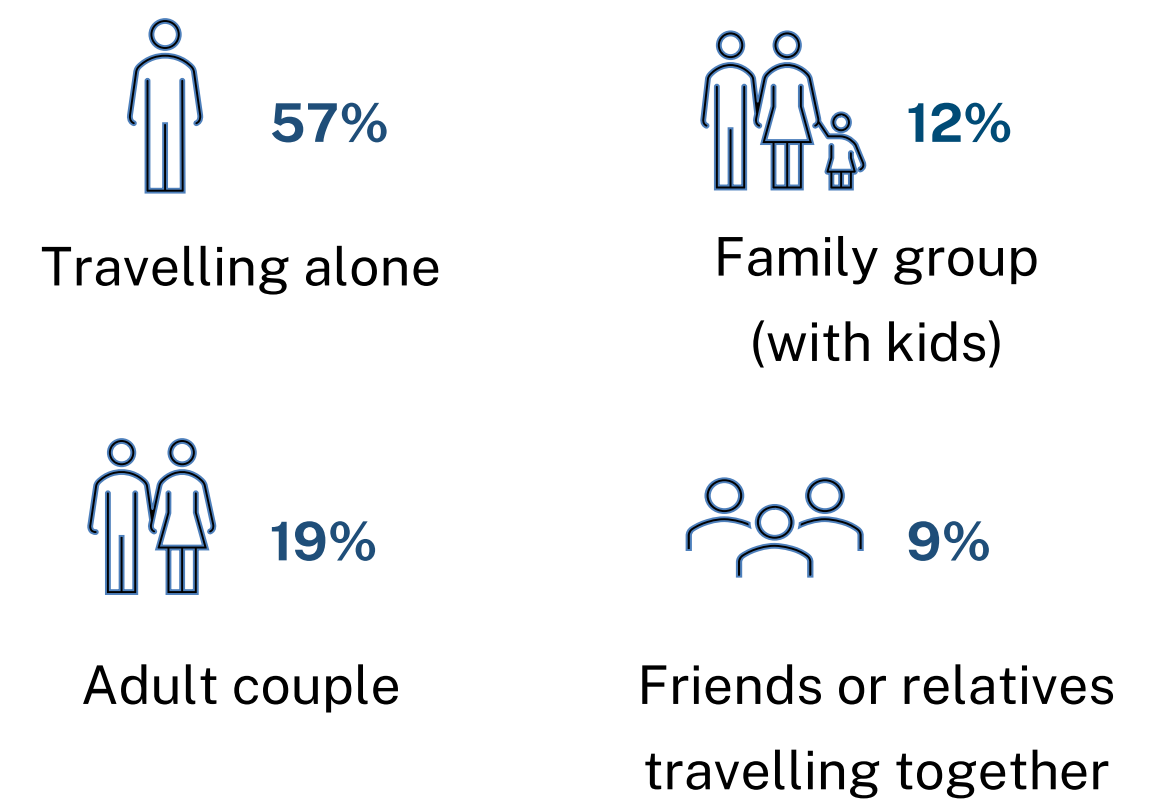 57%
Travelling alone
12%
Family group
(with kids)
19%
Adult couple
9%
Friends or relatives
travelling together